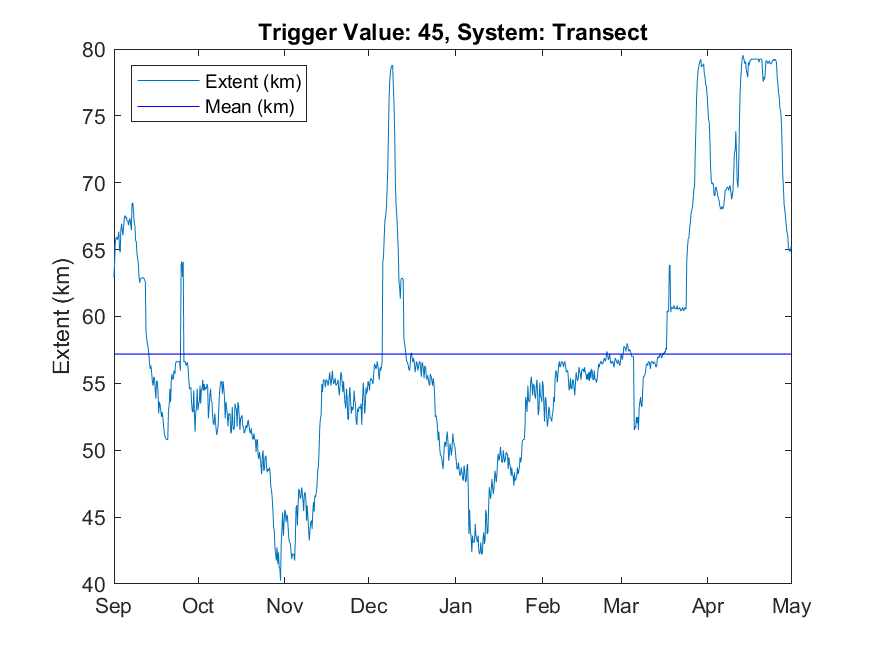 Trigger Value: 45, System: Transect
80
75
70
65
60
55
50
45
40
Extent (km)
Extent (km)
Mean (km)
Sep Oct Nov Dec Jan Feb Mar Apr May